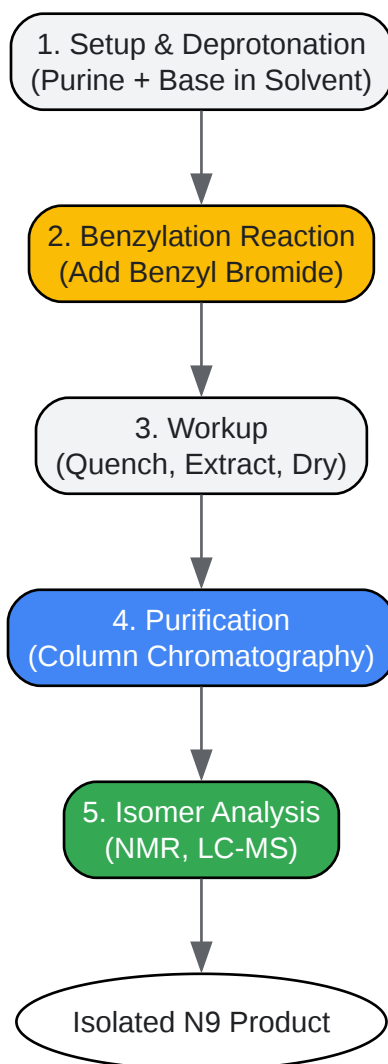 1. Setup & Deprotonation
(Purine + Base in Solvent)
2. Benzylation Reaction
(Add Benzyl Bromide)
3. Workup
(Quench, Extract, Dry)
4. Purification
(Column Chromatography)
5. Isomer Analysis
(NMR, LC-MS)
Isolated N9 Product